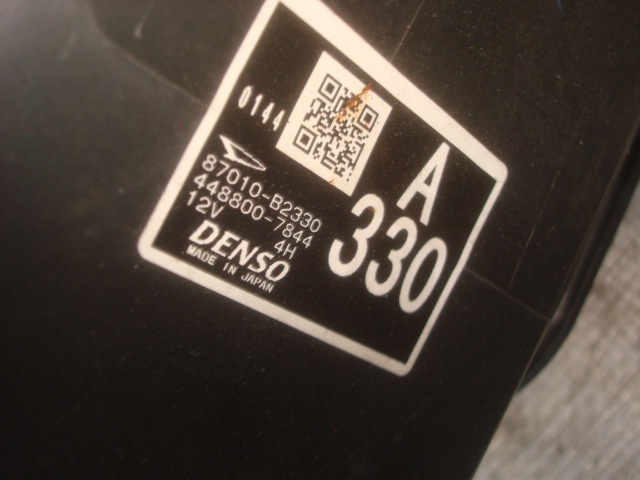 0144
A
330
87010-B2330
448800-7844
12V 4H
DENSO
MADE IN JAPAN